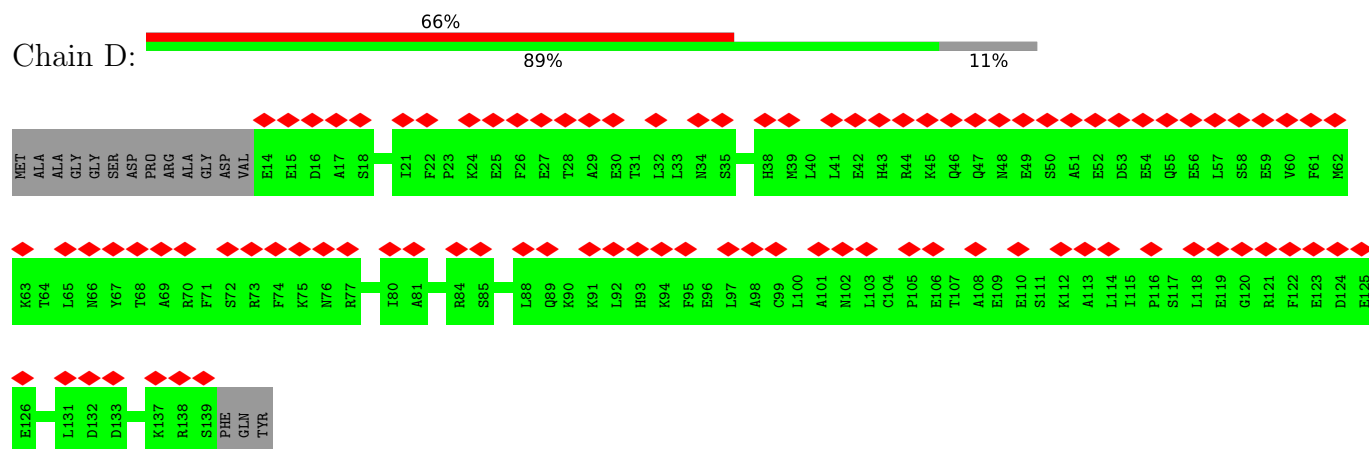 66%
Chain D:
89% 11%
MET ALA ALA GLY GLY SER ASP PRO ARG ALA GLY ASP VAL E14 E15 D16 A17 S18 I21 F22 P23 K24 E25 F26 E27 T28 A29 E30 T31 L32 L33 N34 S35 H38 M39 L40 L41 E42 H43 R44 K45 Q46 Q47 N48 E49 S50 A51 E52 D53 E54 Q55 E56 L57 S58 E59 V60 F61 M62
K63 T64 L65 N66 Y67 T68 A69 R70 F71 S72 R73 F74 K75 N76 R77 I80 A81 R84 S85 L88 Q89 K90 K91 L92 H93 K94 F95 E96 L97 A98 C99 L100 A101 N102 L103 C104 P105 E106 T107 A108 E109 E110 S111 K112 A113 L114 I115 P116 S117 L118 E119 G120 R121 F122 E123 D124 E125
E126 L131 D132 D133 K137 R138 S139 PHE GLN TYR